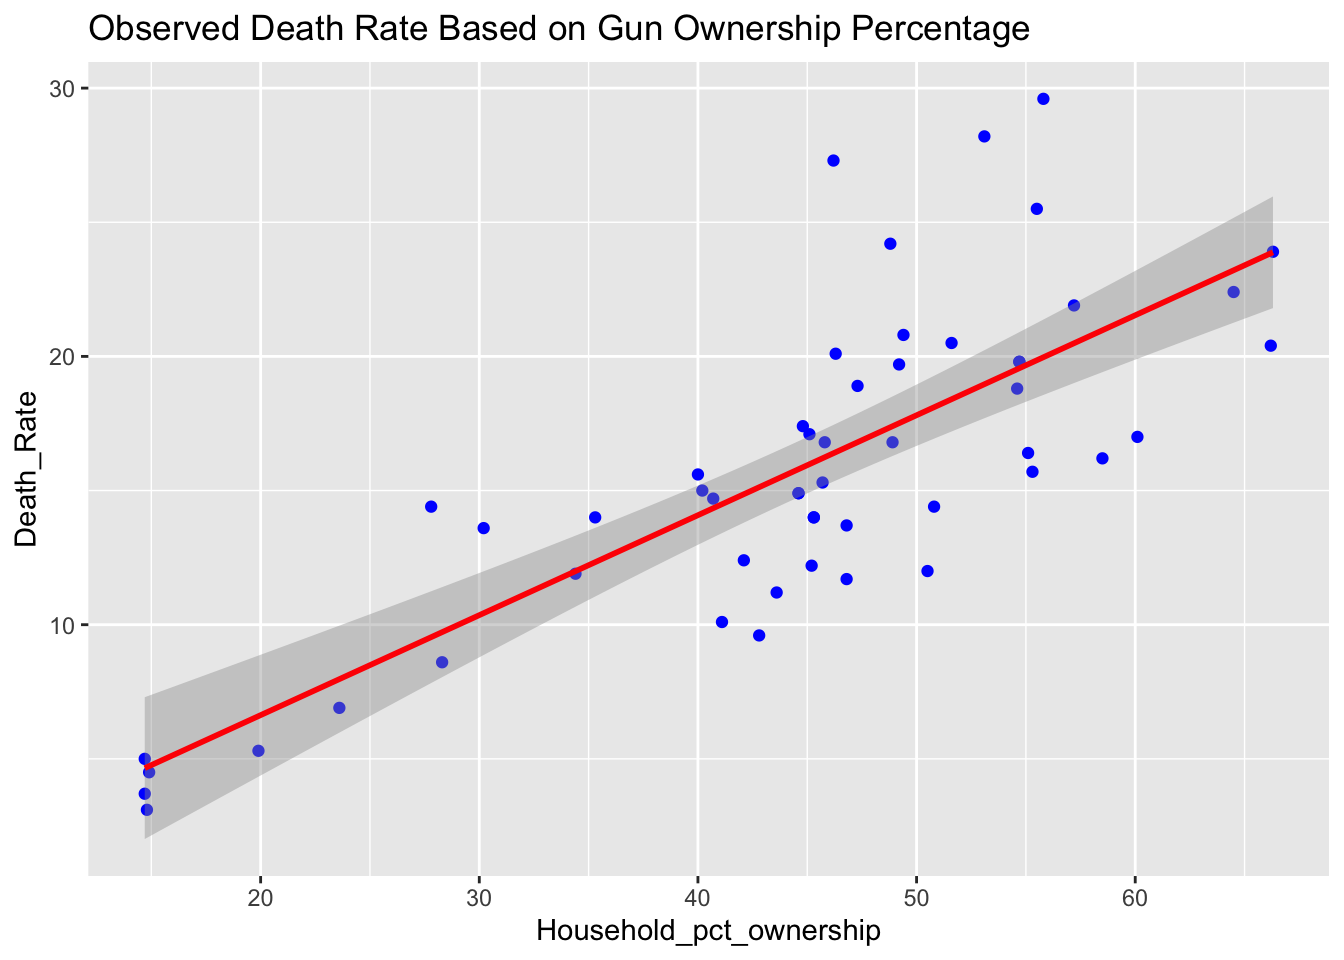 Observed Death Rate Based on Gun Ownership Percentage
30
20
10
Death_Rate
20 30 40 50 60
Household_pct_ownership